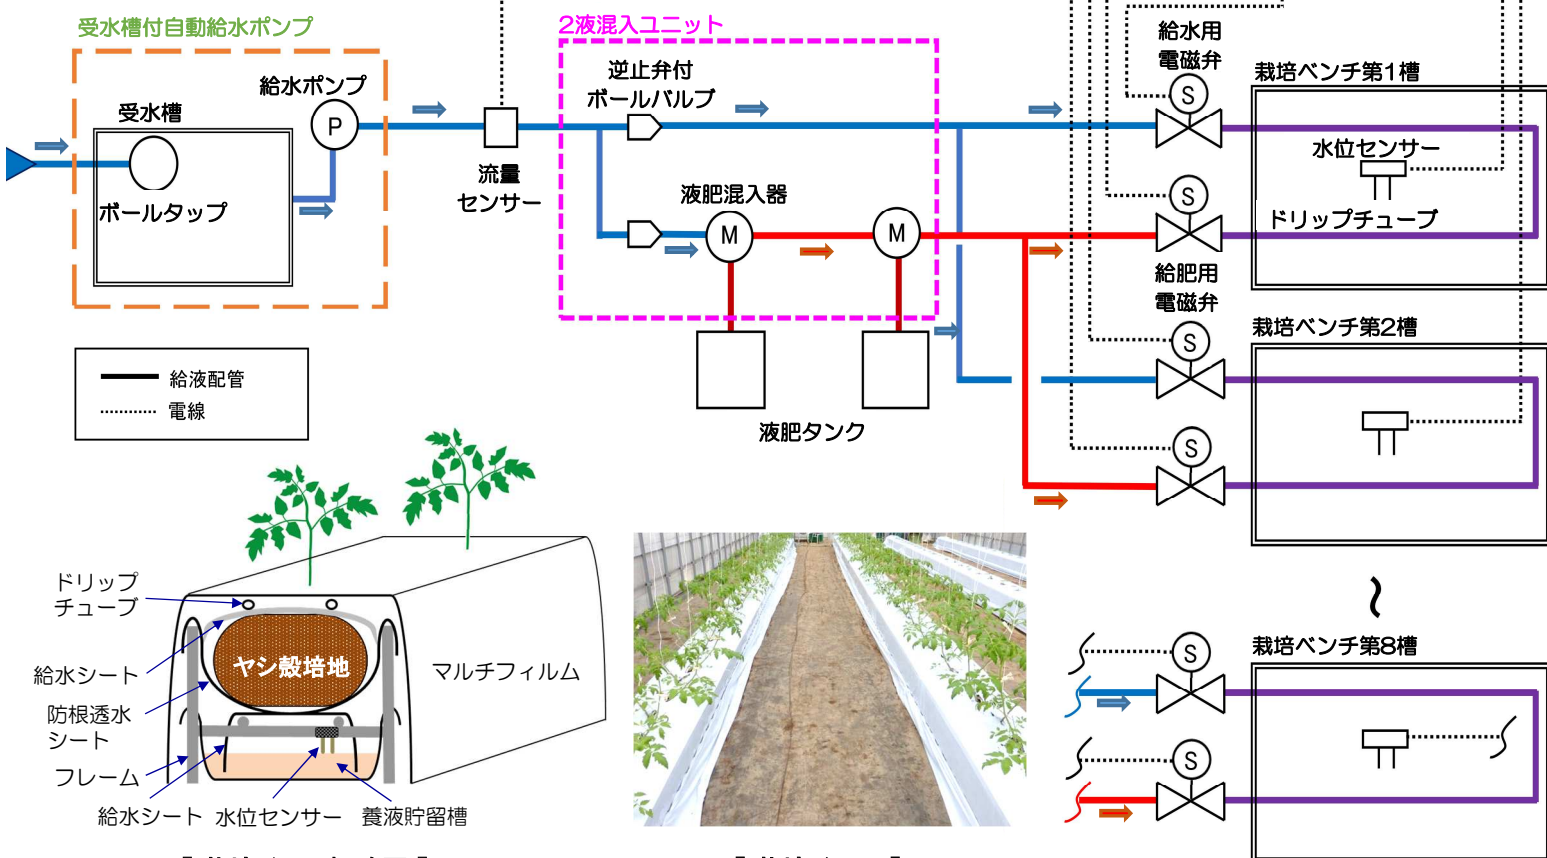 受水槽付自動給水ポンプ
2液混入ユニット
給水用
電磁弁
逆止弁付
ボールバルブ
給水ポンプ
受水槽
P
S
栽培ベンチ第1槽
水位センサー
流量
センサー
ボールタップ
液肥混入器
M
M
S
ドリップチューブ
給肥用
電磁弁
S
栽培ベンチ第2槽
給液配管
電線
液肥タンク
S
ドリップ
チューブ
給水シート
ヤシ殻培地
マルチフィルム
防根透水
シート
フレーム
給水シート
水位センサー
養液貯留槽
S
栽培ベンチ第8槽
S